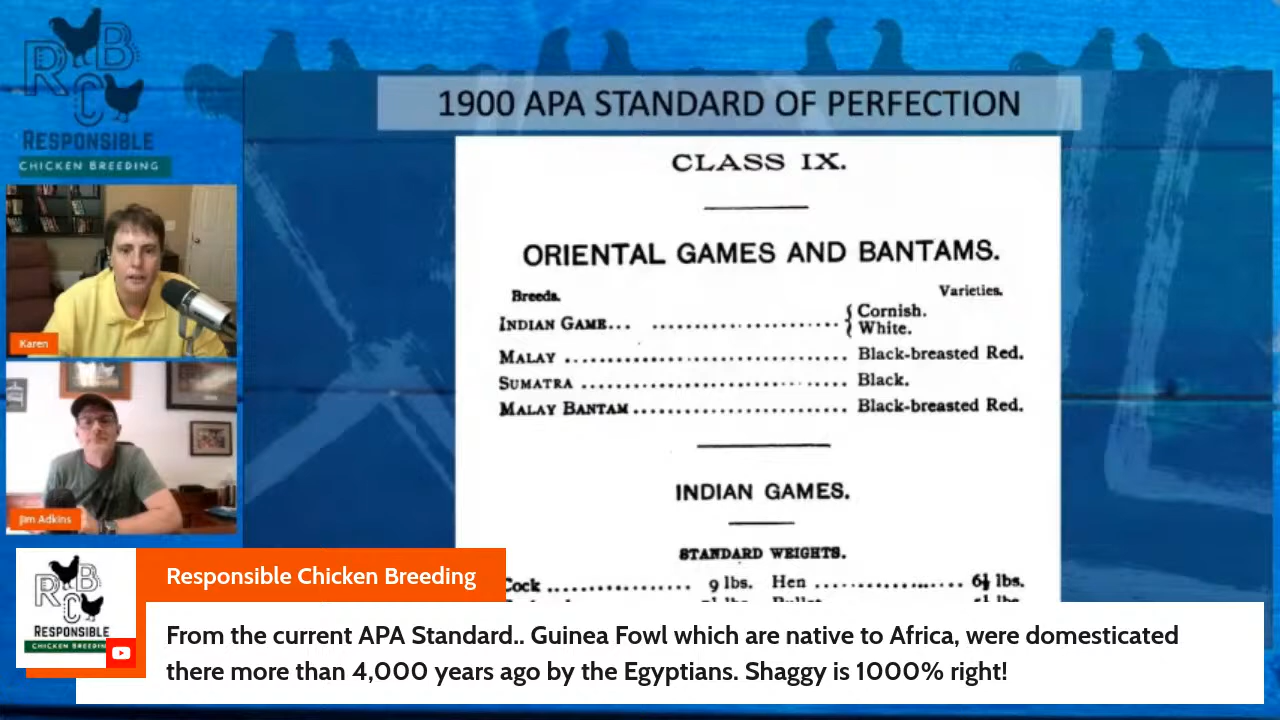 R B C
RESPONSIBLE
CHICKEN BREEDING
1900 APA STANDARD OF PERFECTION
CLASS IX.
ORIENTAL GAMES AND BANTAMS.
Breeds. Varieties.
INDIAN GAME... .......................... { Cornish.
{ White.
MALAY ........................................ Black-breasted Red.
SUMATRA ..................................... Black.
MALAY BANTAM .............................. Black-breasted Red.
INDIAN GAMES.
STANDARD WEIGHTS.
Cock .................... 9 lbs. Hen .................... 6½ lbs.
Karen
Jim Adkins
R B C
RESPONSIBLE
CHICKEN BREEDING
Responsible Chicken Breeding
From the current APA Standard.. Guinea Fowl which are native to Africa, were domesticated
there more than 4,000 years ago by the Egyptians. Shaggy is 1000% right!